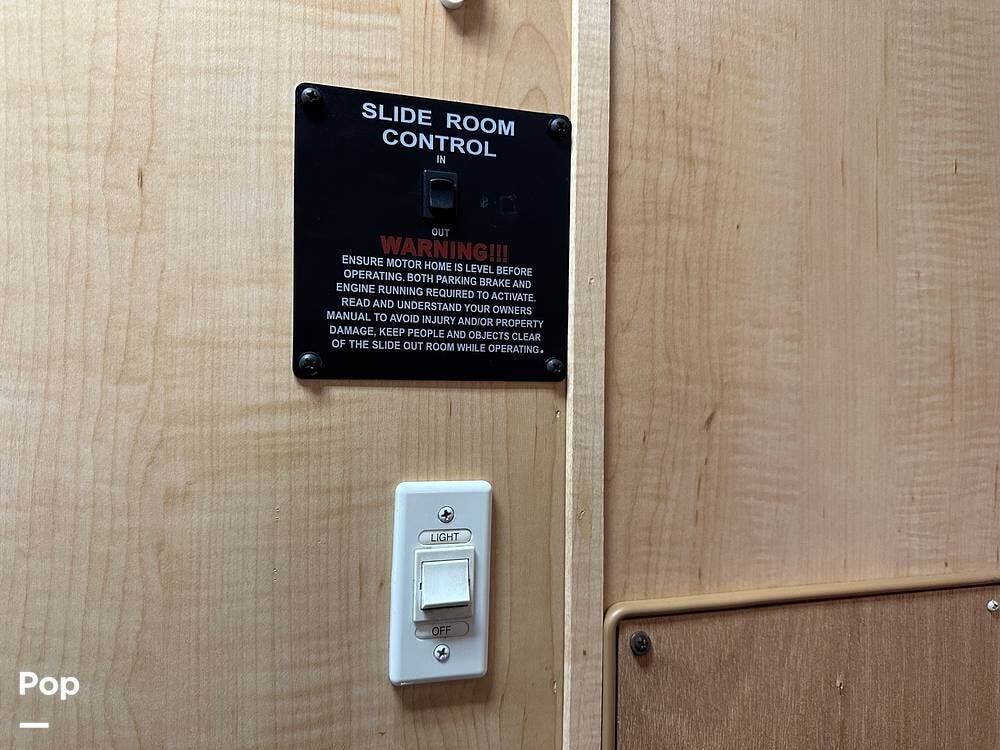 SLIDE ROOM
CONTROL
IN
OUT
WARNING!!!
ENSURE MOTOR HOME IS LEVEL BEFORE
OPERATING. BOTH PARKING BRAKE AND
ENGINE RUNNING REQUIRED TO ACTIVATE.
READ AND UNDERSTAND YOUR OWNERS
MANUAL TO AVOID INJURY AND/OR PROPERTY
DAMAGE, KEEP PEOPLE AND OBJECTS CLEAR
OF THE SLIDE OUT ROOM WHILE OPERATING.
LIGHT
OFF
Pop